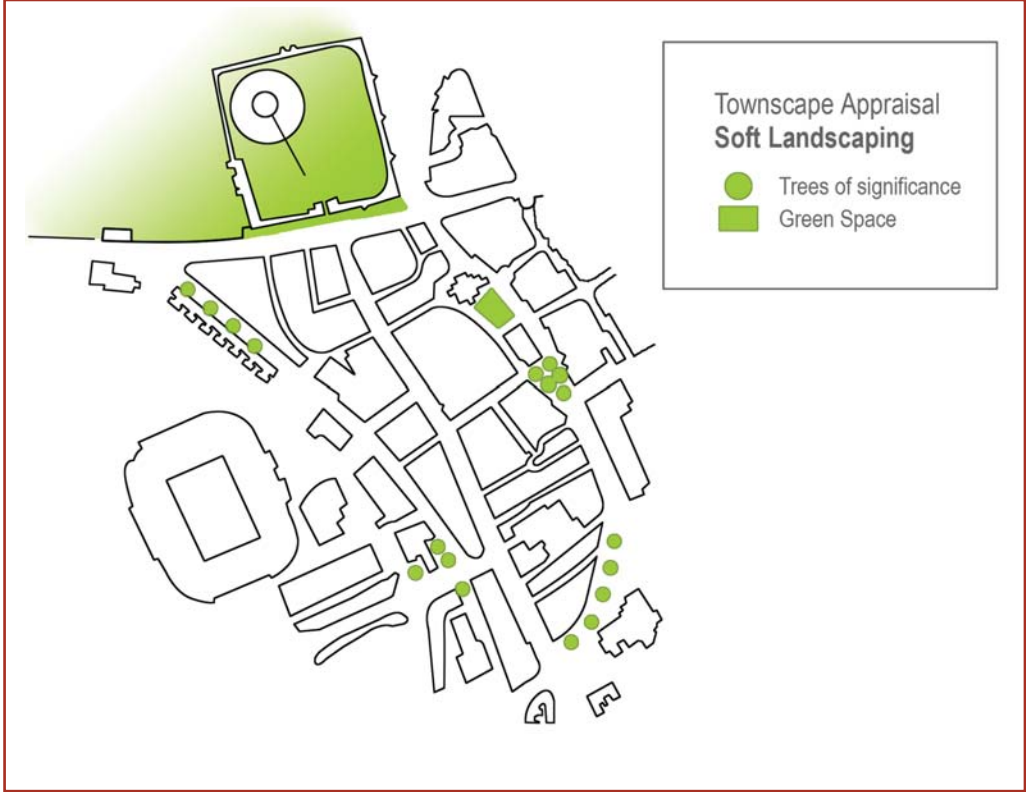 Townscape Appraisal
Soft Landscaping
Trees of significance
Green Space